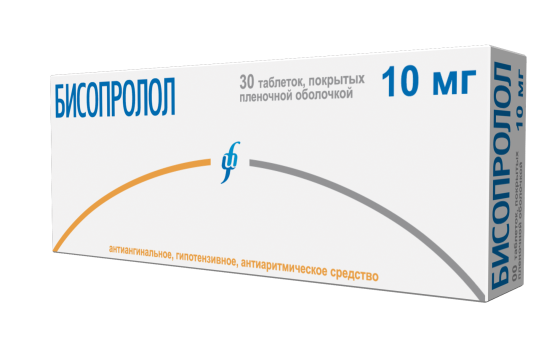 БИСОПРОЛОЛ
30 таблеток, покрытых
пленочной оболочкой
10 мг
антиангинальное, гипотензивное, антиаритмическое средство
БИСОПРОЛОЛ
10 мг
30 таблеток, покрытых
пленочной оболочкой